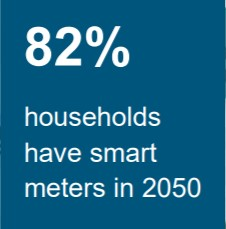 82%
households
have smart
meters in 2050